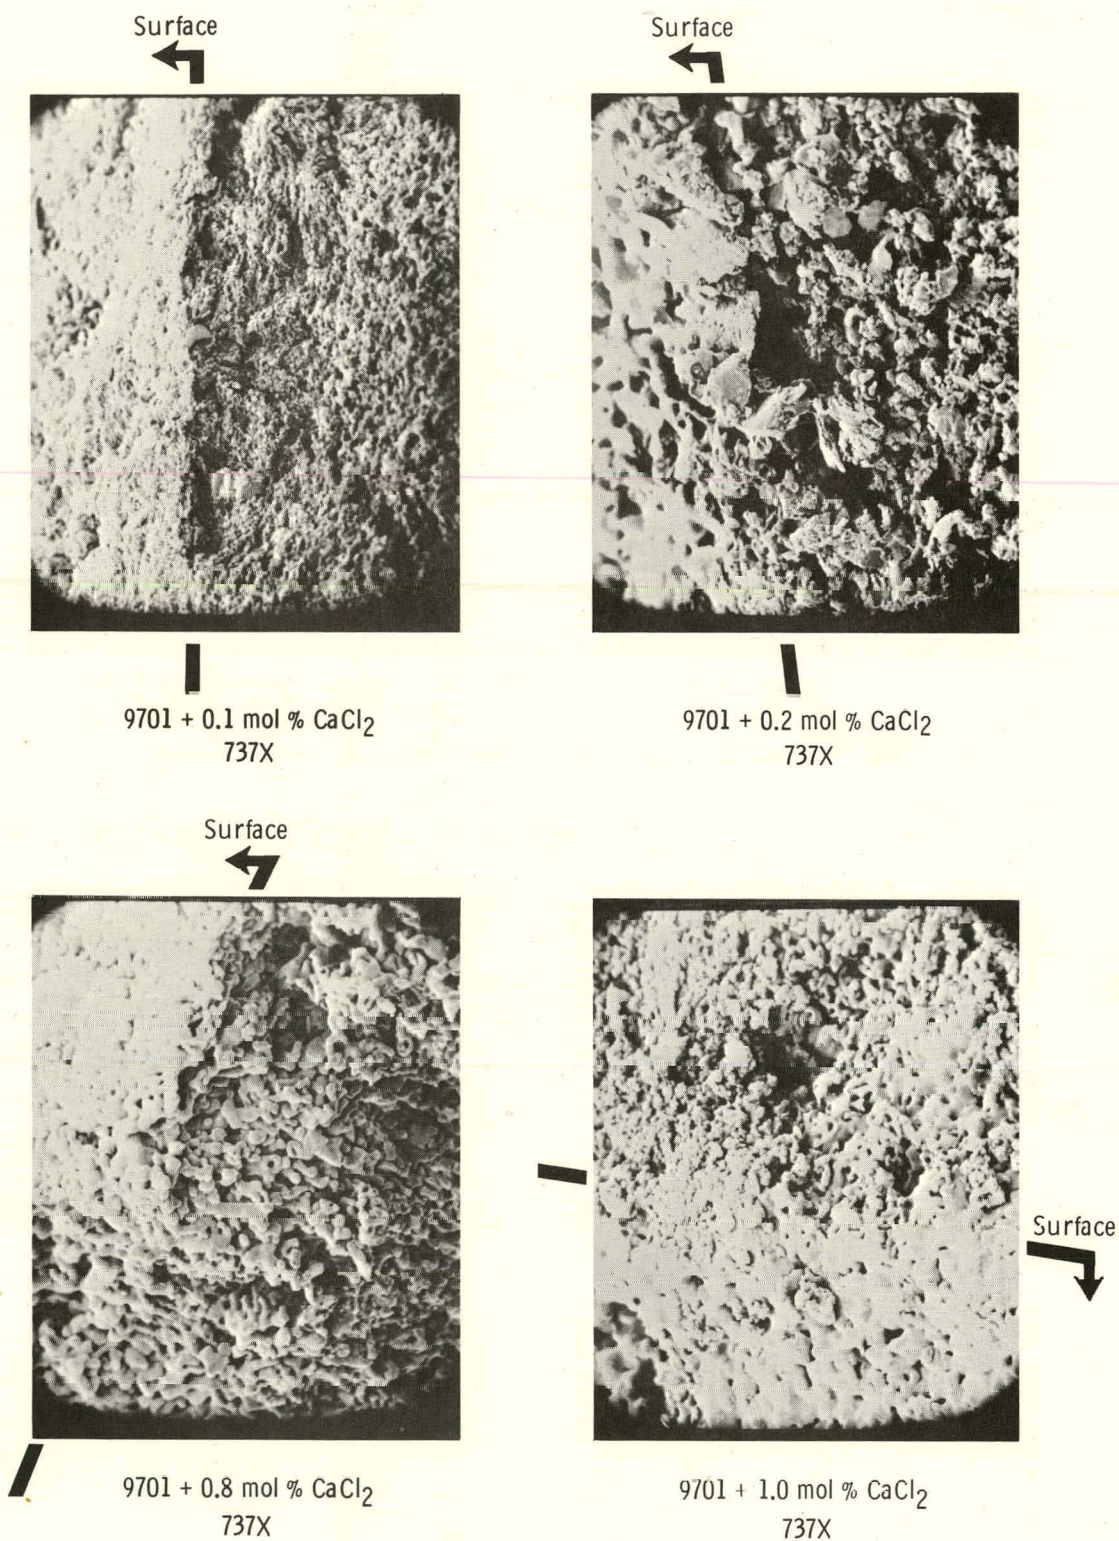 Surface
Surface
9701 + 0.1 mol % CaCl₂
737X
9701 + 0.2 mol % CaCl₂
737X
Surface
Surface
9701 + 0.8 mol % CaCl₂
737X
9701 + 1.0 mol % CaCl₂
737X